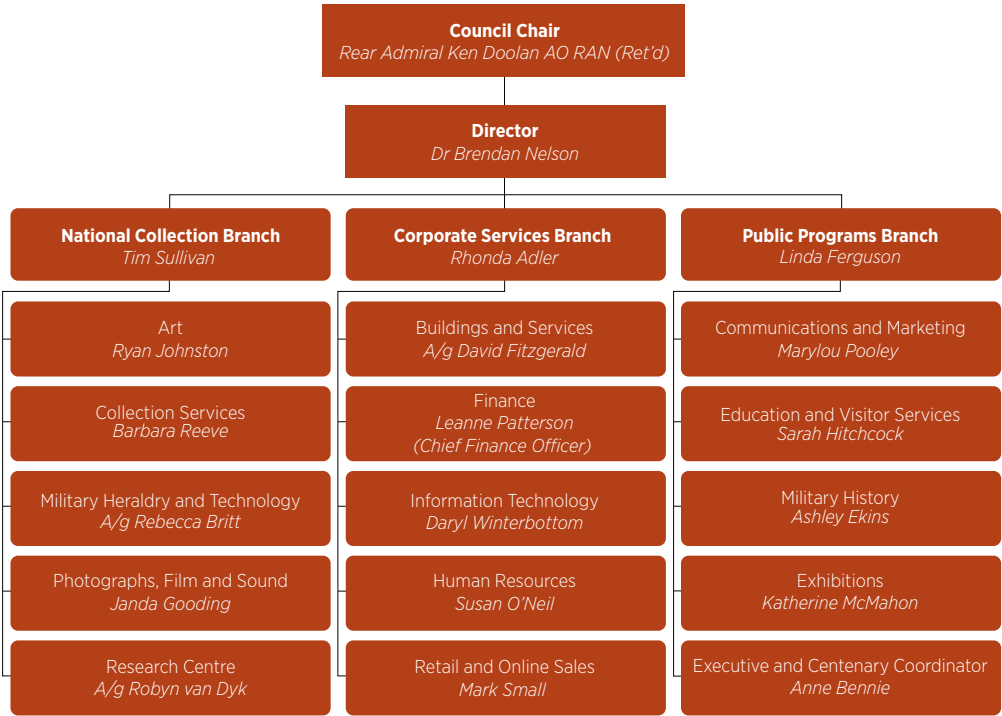 Council Chair
Rear Admiral Ken Doolan AO RAN (Ret’d)
Director
Dr Brendan Nelson
National Collection Branch
Tim Sullivan
Art
Ryan Johnston
Collection Services
Barbara Reeve
Military Heraldry and Technology
A/g Rebecca Britt
Photographs, Film and Sound
Janda Gooding
Research Centre
A/g Robyn van Dyk
Corporate Services Branch
Rhonda Adler
Buildings and Services
A/g David Fitzgerald
Finance
Leanne Patterson
(Chief Finance Officer)
Information Technology
Daryl Winterbottom
Human Resources
Susan O’Neil
Retail and Online Sales
Mark Small
Public Programs Branch
Linda Ferguson
Communications and Marketing
Marylou Pooley
Education and Visitor Services
Sarah Hitchcock
Military History
Ashley Ekins
Exhibitions
Katherine McMahon
Executive and Centenary Coordinator
Anne Bennie